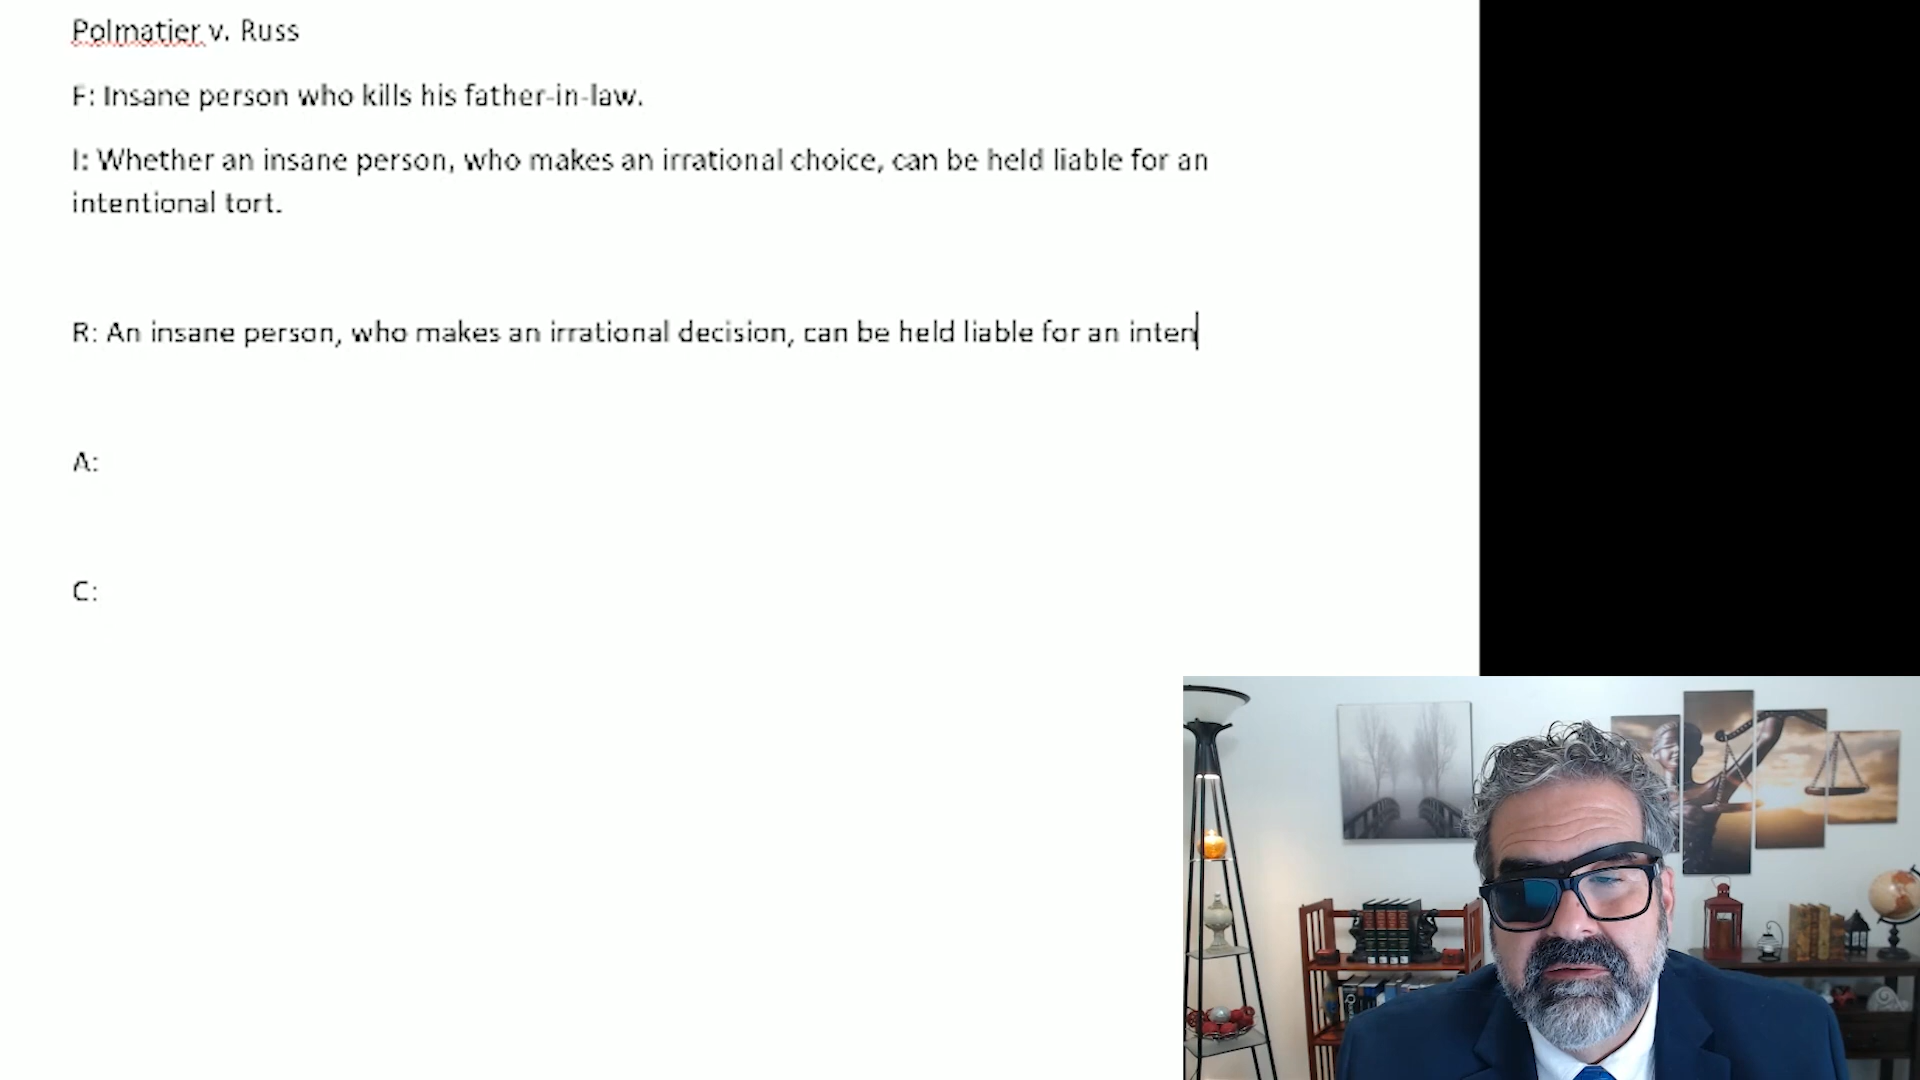 Polmatier v. Russ
F: Insane person who kills his father-in-law.
I: Whether an insane person, who makes an irrational choice, can be held liable for an
intentional tort.
R: An insane person, who makes an irrational decision, can be held liable for an inten
A:
C: